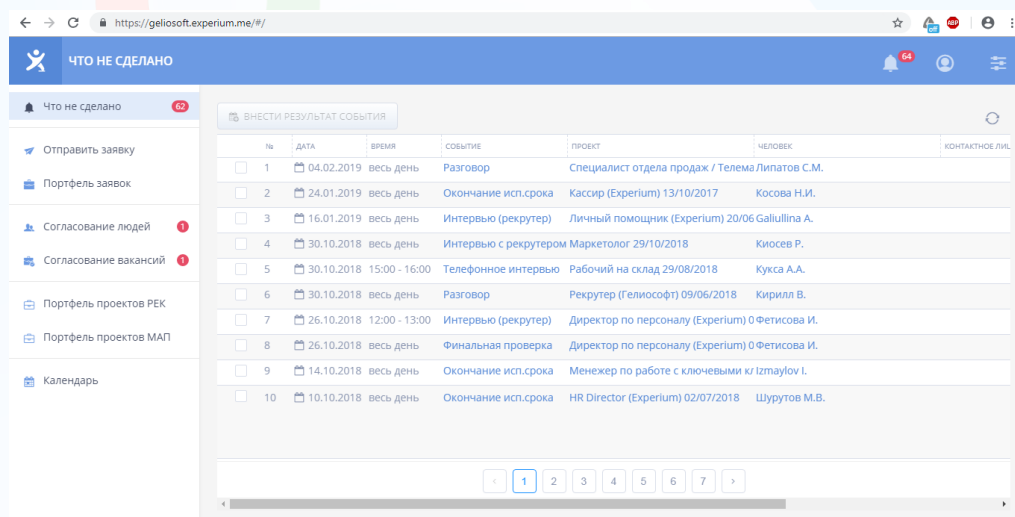 https://geliosoft.experium.me/#/
ABP
off
ЧТО НЕ СДЕЛАНО
64
Что не сделано 62
Отправить заявку
Портфель заявок
Согласование людей 1
Согласование вакансий 1
Портфель проектов РЕК
Портфель проектов МАП
Календарь
ВНЕСТИ РЕЗУЛЬТАТ СОБЫТИЯ
№ ДАТА ВРЕМЯ СОБЫТИЕ ПРОЕКТ ЧЕЛОВЕК КОНТАКТНОЕ ЛИЦ
1 04.02.2019 весь день Разговор Специалист отдела продаж / Телема Липатов С.М.
2 24.01.2019 весь день Окончание исп.срока Кассир (Experium) 13/10/2017 Косова Н.И.
3 16.01.2019 весь день Интервью (рекрутер) Личный помощник (Experium) 20/06 Galiullina A.
4 30.10.2018 весь день Интервью с рекрутером Маркетолог 29/10/2018 Киосев Р.
5 30.10.2018 15:00 - 16:00 Телефонное интервью Рабочий на склад 29/08/2018 Кукса А.А.
6 30.10.2018 весь день Разговор Рекрутер (Гелиософт) 09/06/2018 Кирилл В.
7 26.10.2018 12:00 - 13:00 Интервью (рекрутер) Директор по персоналу (Experium) 0 Фетисова И.
8 26.10.2018 весь день Финальная проверка Директор по персоналу (Experium) 0 Фетисова И.
9 14.10.2018 весь день Окончание исп.срока Менежер по работе с ключевыми кл Izmaylov I.
10 10.10.2018 весь день Окончание исп.срока HR Director (Experium) 02/07/2018 Шурутов М.В.
1 2 3 4 5 6 7